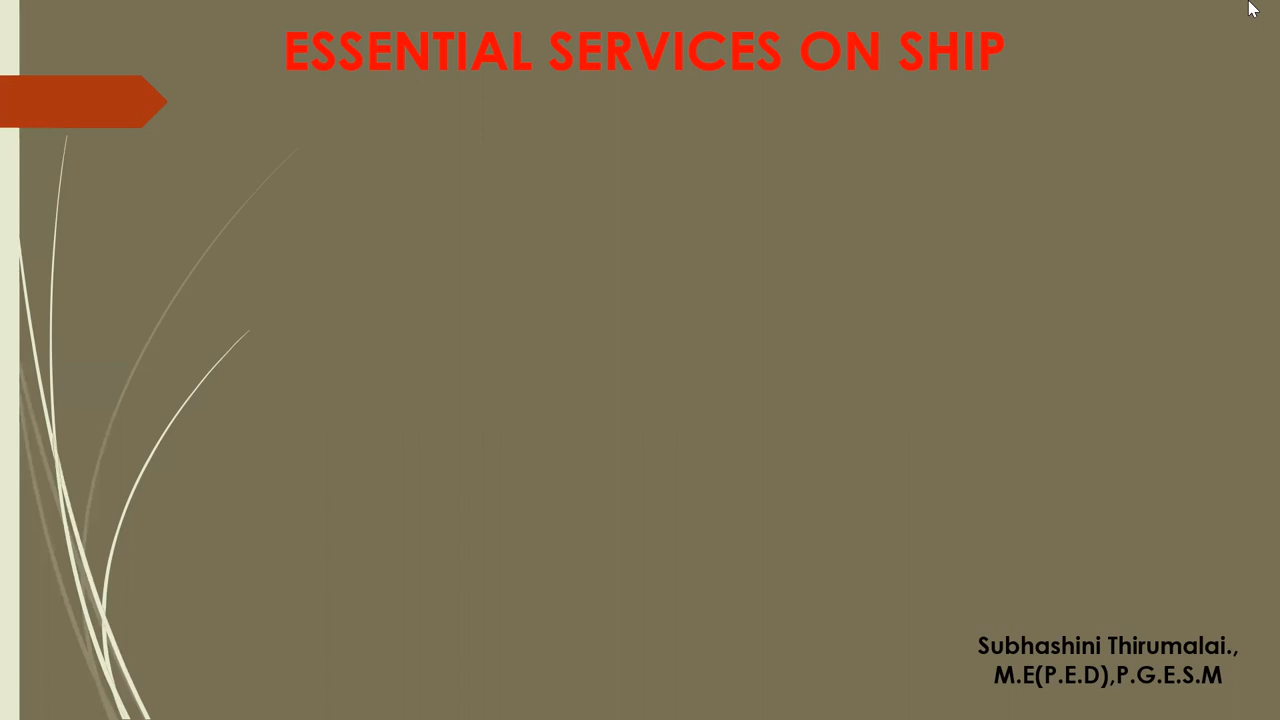 ESSENTIAL SERVICES ON SHIP
Subhashini Thirumalai.,
M.E(P.E.D),P.G.E.S.M